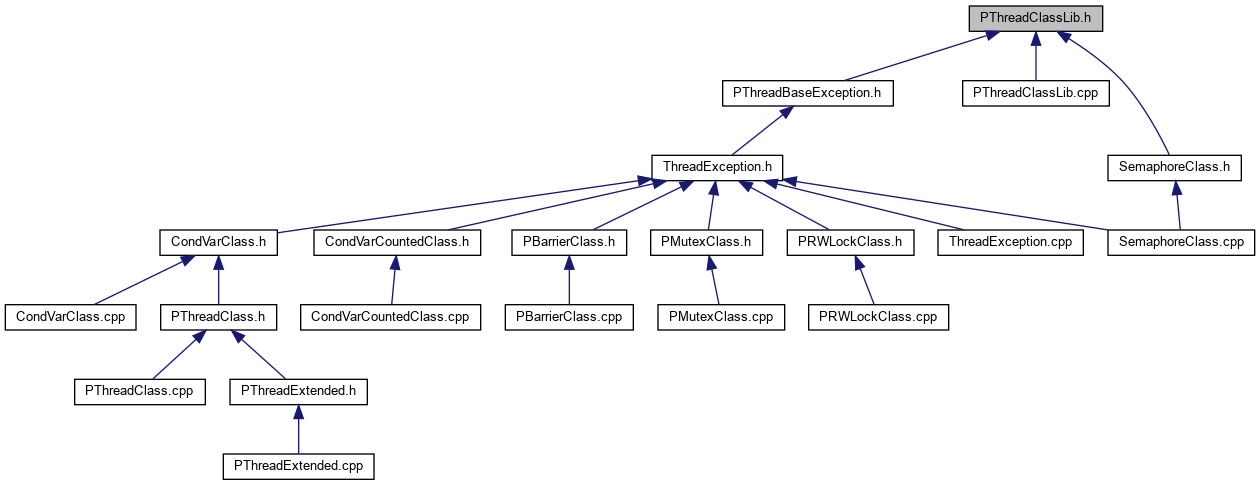 PThreadClassLib.h
PThreadBaseException.h
PThreadClassLib.cpp
ThreadException.h
SemaphoreClass.h
CondVarClass.h
CondVarCountedClass.h
PBarrierClass.h
PMutexClass.h
PRWLockClass.h
ThreadException.cpp
SemaphoreClass.cpp
CondVarClass.cpp
PThreadClass.h
CondVarCountedClass.cpp
PBarrierClass.cpp
PMutexClass.cpp
PRWLockClass.cpp
PThreadClass.cpp
PThreadExtended.h
PThreadExtended.cpp